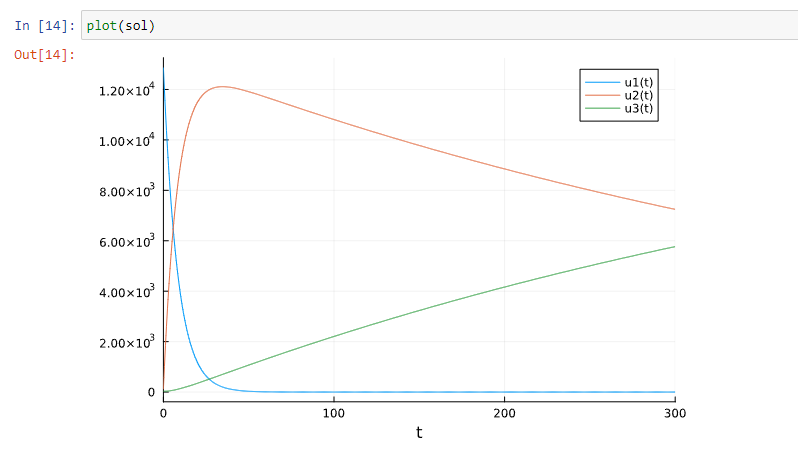 In [14]: plot(sol)
Out[14]:
1.20×10⁴
1.00×10⁴
8.00×10³
6.00×10³
4.00×10³
2.00×10³
0
u1(t)
u2(t)
u3(t)
0 100 200 300
t